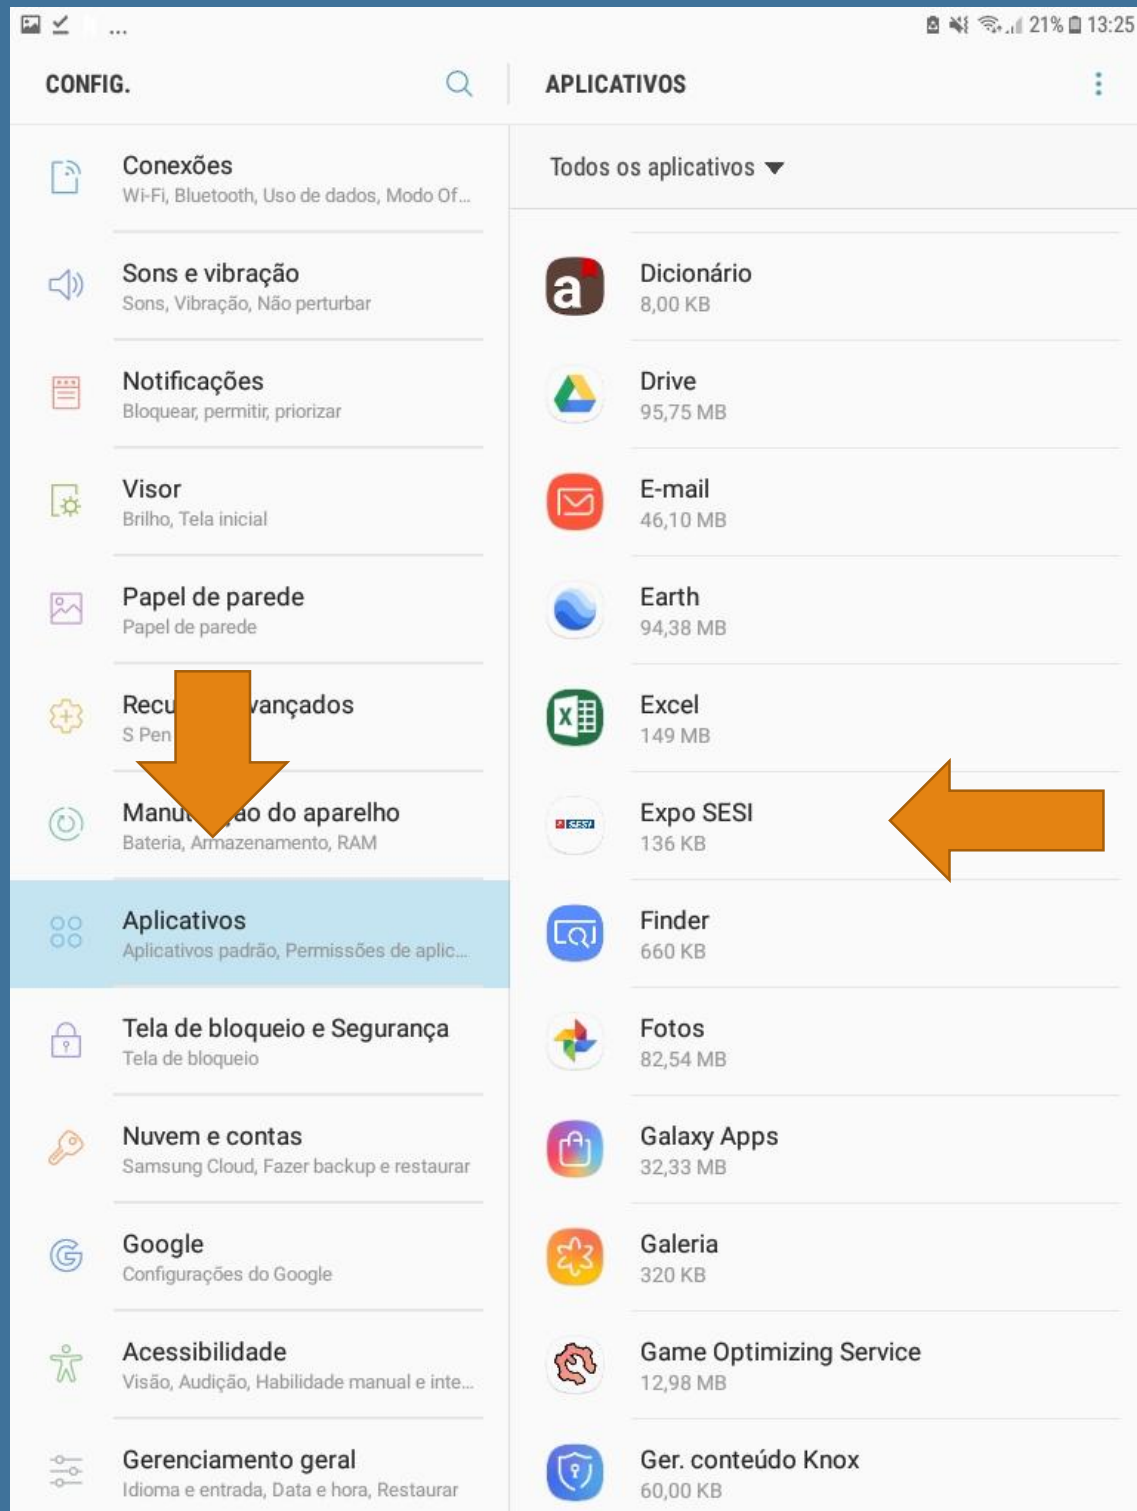 ... 21% 13:25
CONFIG.
Conexões
Wi-Fi, Bluetooth, Uso de dados, Modo Of...
Sons e vibração
Sons, Vibração, Não perturbar
Notificações
Bloquear, permitir, priorizar
Visor
Brilho, Tela inicial
Papel de parede
Papel de parede
Recu vançados
S Pen
Manut ão do aparelho
Bateria, Armazenamento, RAM
Aplicativos
Aplicativos padrão, Permissões de aplic...
Tela de bloqueio e Segurança
Tela de bloqueio
Nuvem e contas
Samsung Cloud, Fazer backup e restaurar
Google
Configurações do Google
Acessibilidade
Visão, Audição, Habilidade manual e inte...
Gerenciamento geral
Idioma e entrada, Data e hora, Restaurar
APLICATIVOS
Todos os aplicativos
a
Dicionário
8,00 KB
Drive
95,75 MB
E-mail
46,10 MB
Earth
94,38 MB
X
Excel
149 MB
SESI
Expo SESI
136 KB
Finder
660 KB
Fotos
82,54 MB
Galaxy Apps
32,33 MB
Galeria
320 KB
Game Optimizing Service
12,98 MB
Ger. conteúdo Knox
60,00 KB